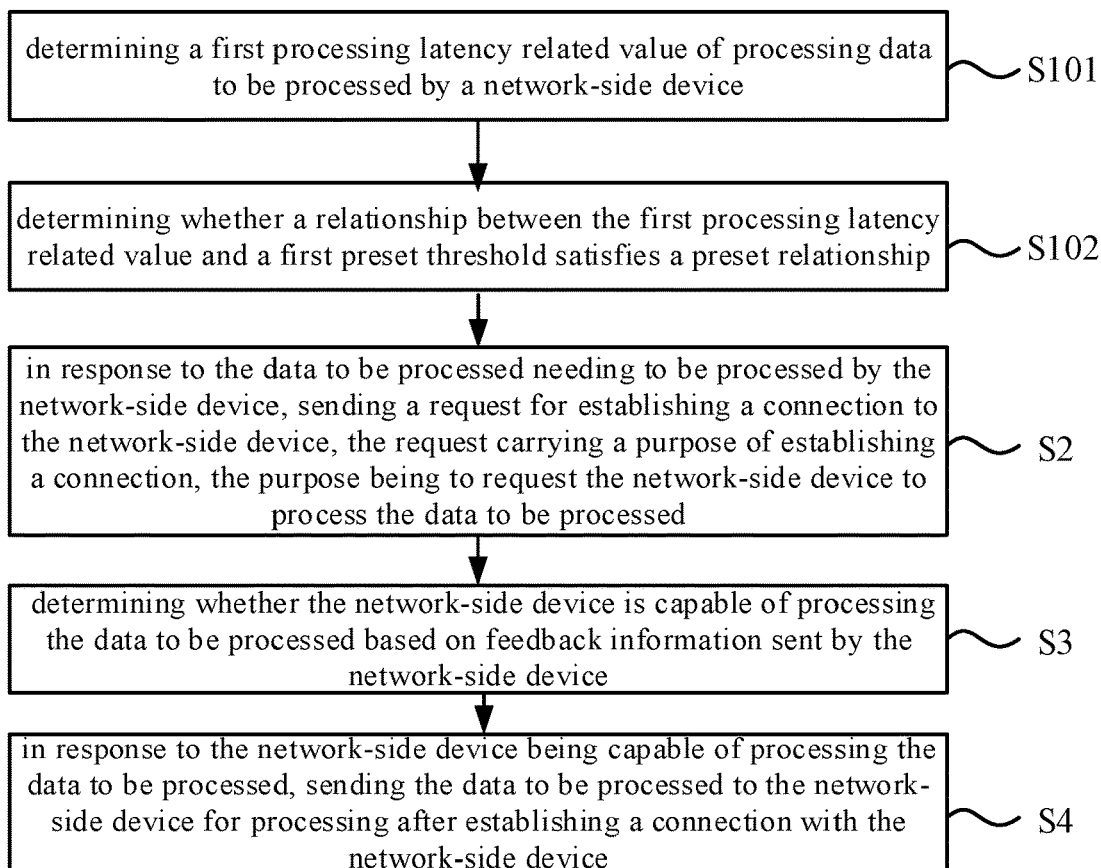 determining a first processing latency related value of processing data
to be processed by a network-side device
S101
determining whether a relationship between the first processing latency
related value and a first preset threshold satisfies a preset relationship
S102
in response to the data to be processed needing to be processed by the
network-side device, sending a request for establishing a connection to
the network-side device, the request carrying a purpose of establishing
a connection, the purpose being to request the network-side device to
process the data to be processed
S2
determining whether the network-side device is capable of processing
the data to be processed based on feedback information sent by the
network-side device
S3
in response to the network-side device being capable of processing the
data to be processed, sending the data to be processed to the network-
side device for processing after establishing a connection with the
network-side device
S4